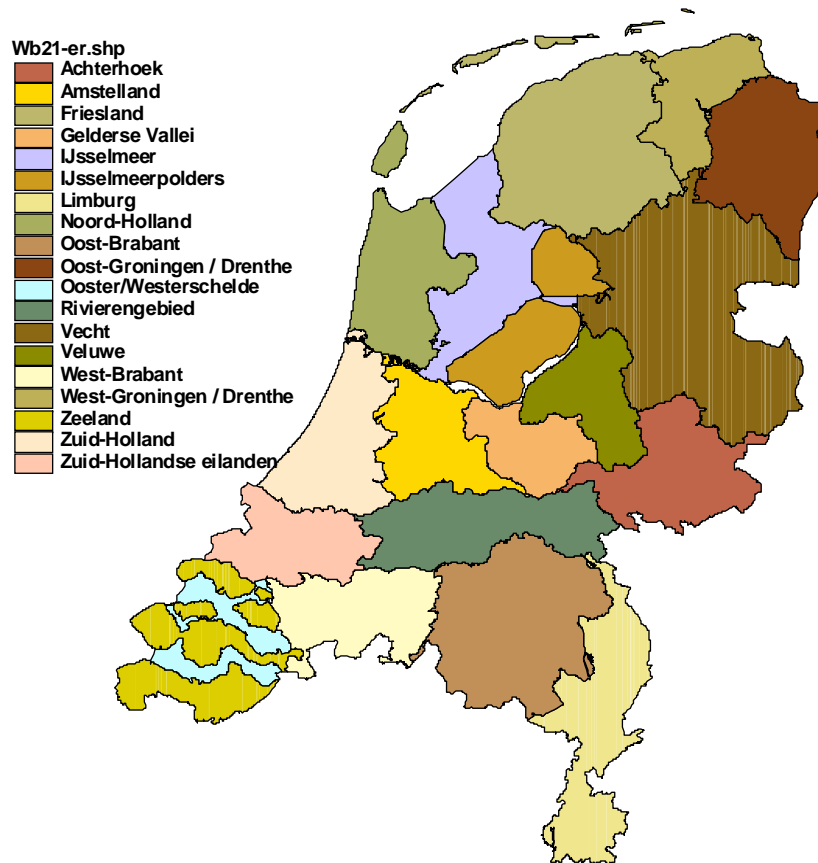 Wb21-er.shp
Achterhoek
Amstelland
Friesland
Gelderse Vallei
IJsselmeer
IJsselmeerpolders
Limburg
Noord-Holland
Oost-Brabant
Oost-Groningen / Drenthe
Ooster/Westerschelde
Rivierengebied
Vecht
Veluwe
West-Brabant
West-Groningen / Drenthe
Zeeland
Zuid-Holland
Zuid-Hollandse eilanden